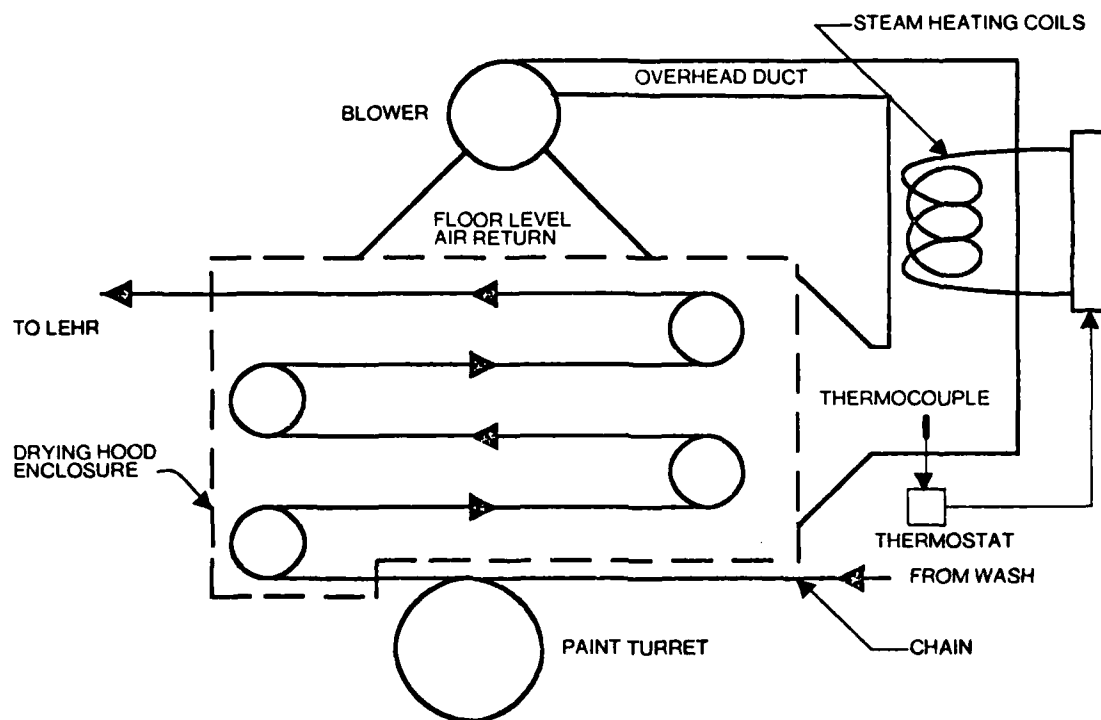 STEAM HEATING COILS
OVERHEAD DUCT
BLOWER
FLOOR LEVEL
AIR RETURN
TO LEHR
THERMOCOUPLE
DRYING HOOD
ENCLOSURE
THERMOSTAT
FROM WASH
PAINT TURRET
CHAIN